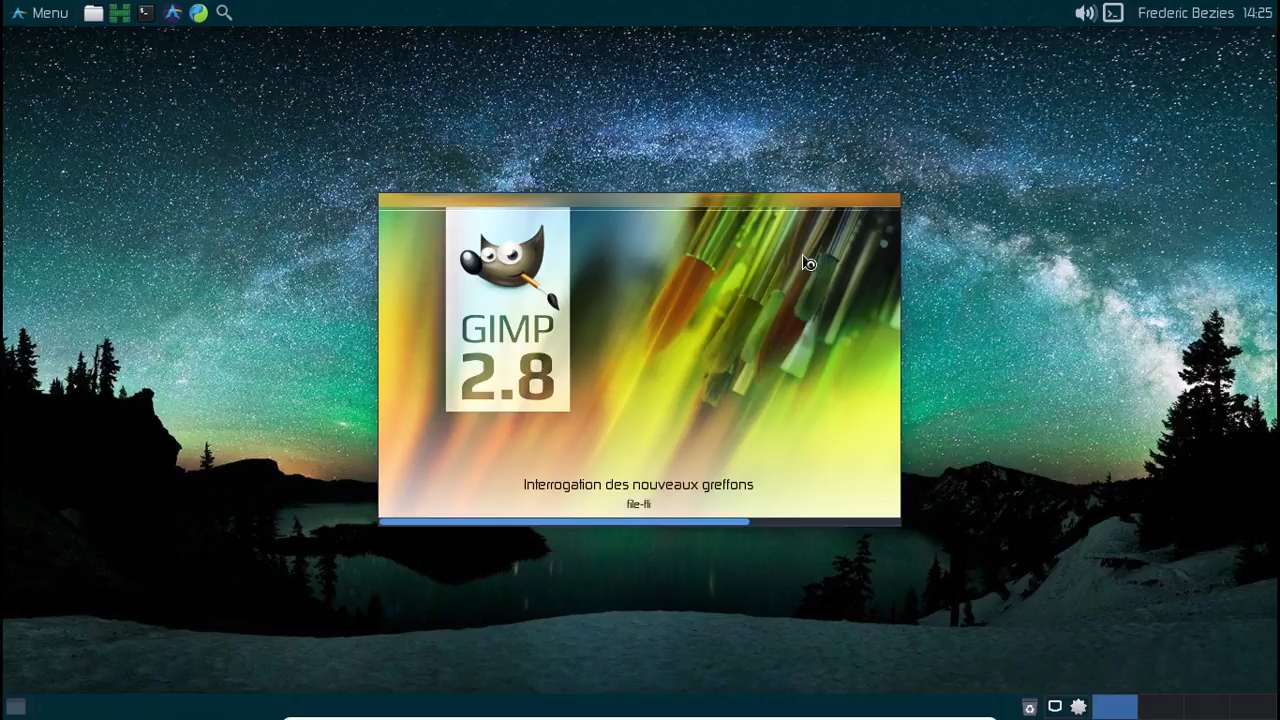 Menu
Frederic Bezies 14:25
GIMP
2.8
Interrogation des nouveaux greffons
file-fli